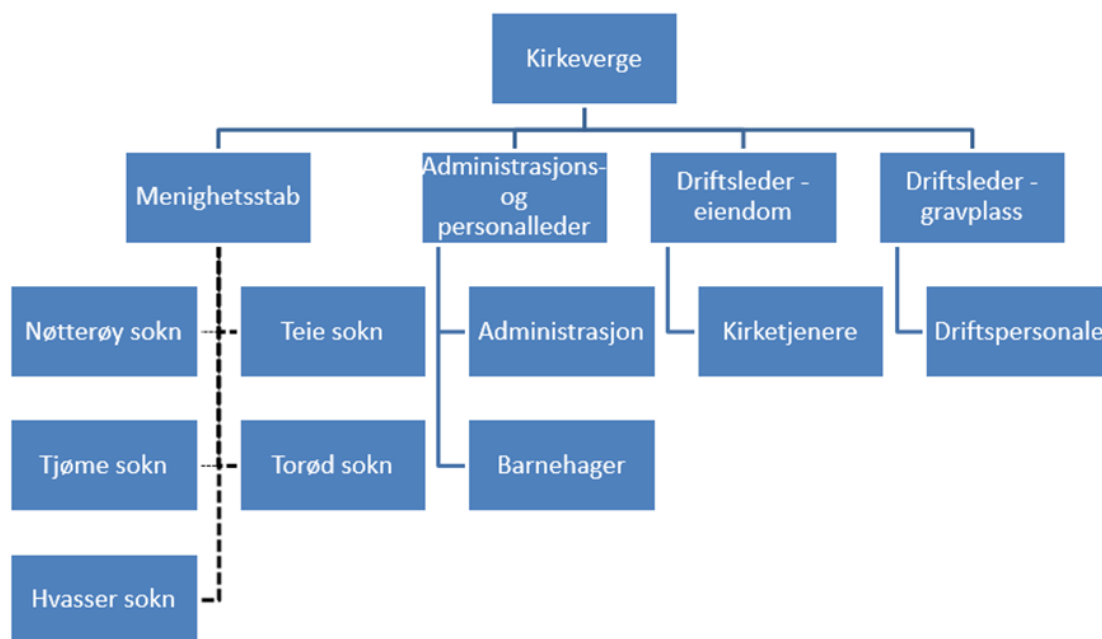 Kirkeverge
Menighetsstab
Administrasjons-
og
personalleder
Driftsleder -
eiendom
Driftsleder -
gravplass
Nøtterøy sokn
Teie sokn
Administrasjon
Kirketjenere
Driftspersonale
Tjøme sokn
Torød sokn
Barnehager
Hvasser sokn